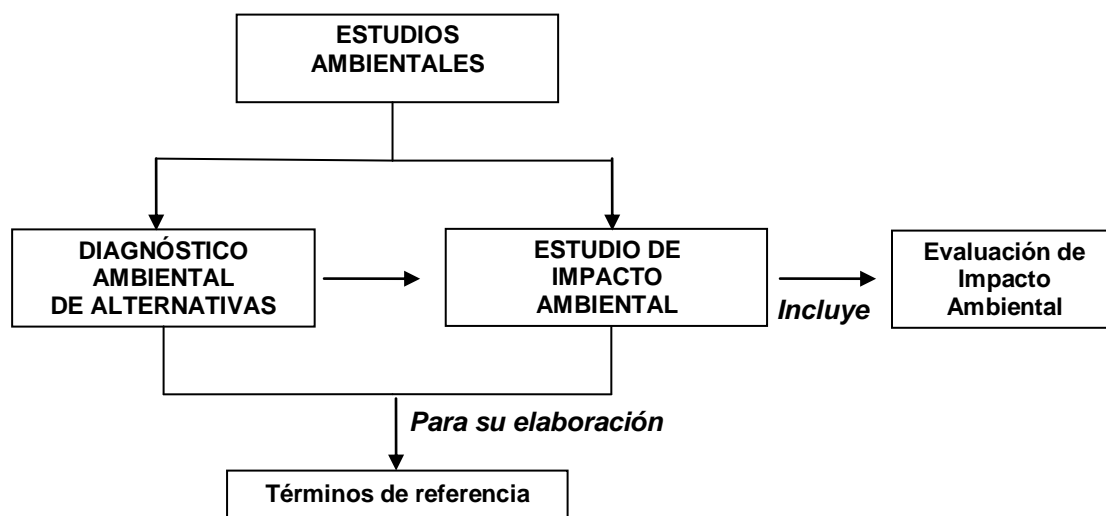 ESTUDIOS
AMBIENTALES
DIAGNÓSTICO
AMBIENTAL
DE ALTERNATIVAS
ESTUDIO DE
IMPACTO
AMBIENTAL
Incluye
Evaluación de
Impacto
Ambiental
Para su elaboración
Términos de referencia